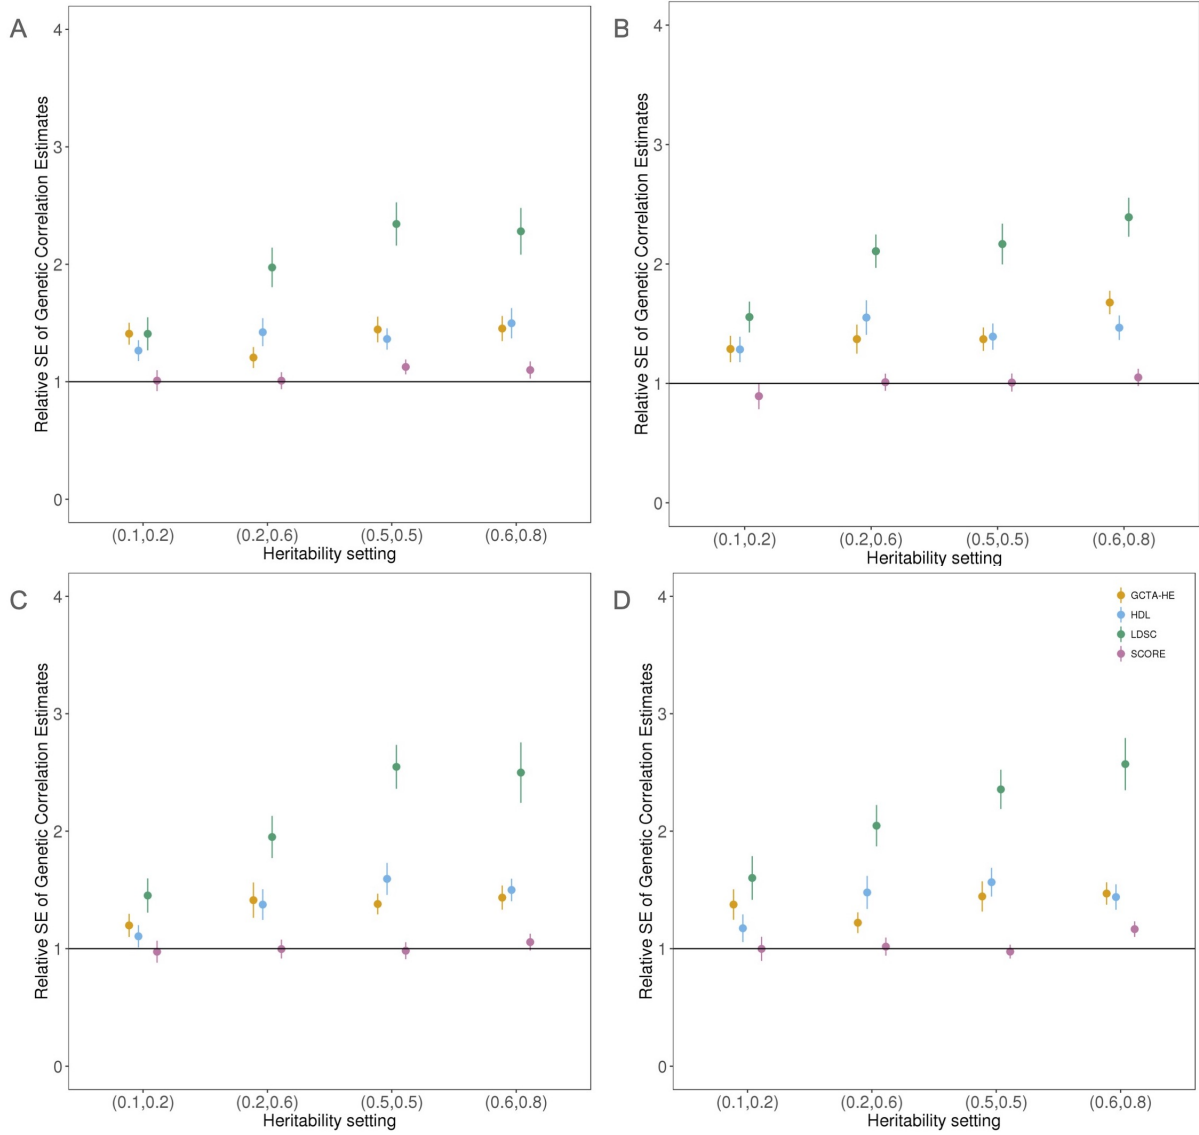 A
Relative SE of Genetic Correlation Estimates
4
3
2
1
0
(0.1,0.2) (0.2,0.6) (0.5,0.5) (0.6,0.8)
Heritability setting
B
Relative SE of Genetic Correlation Estimates
4
3
2
1
0
(0.1,0.2) (0.2,0.6) (0.5,0.5) (0.6,0.8)
Heritability setting
C
Relative SE of Genetic Correlation Estimates
4
3
2
1
0
(0.1,0.2) (0.2,0.6) (0.5,0.5) (0.6,0.8)
Heritability setting
D
Relative SE of Genetic Correlation Estimates
4
3
2
1
0
GCTA-HE
HDL
LDSC
SCORE
(0.1,0.2) (0.2,0.6) (0.5,0.5) (0.6,0.8)
Heritability setting